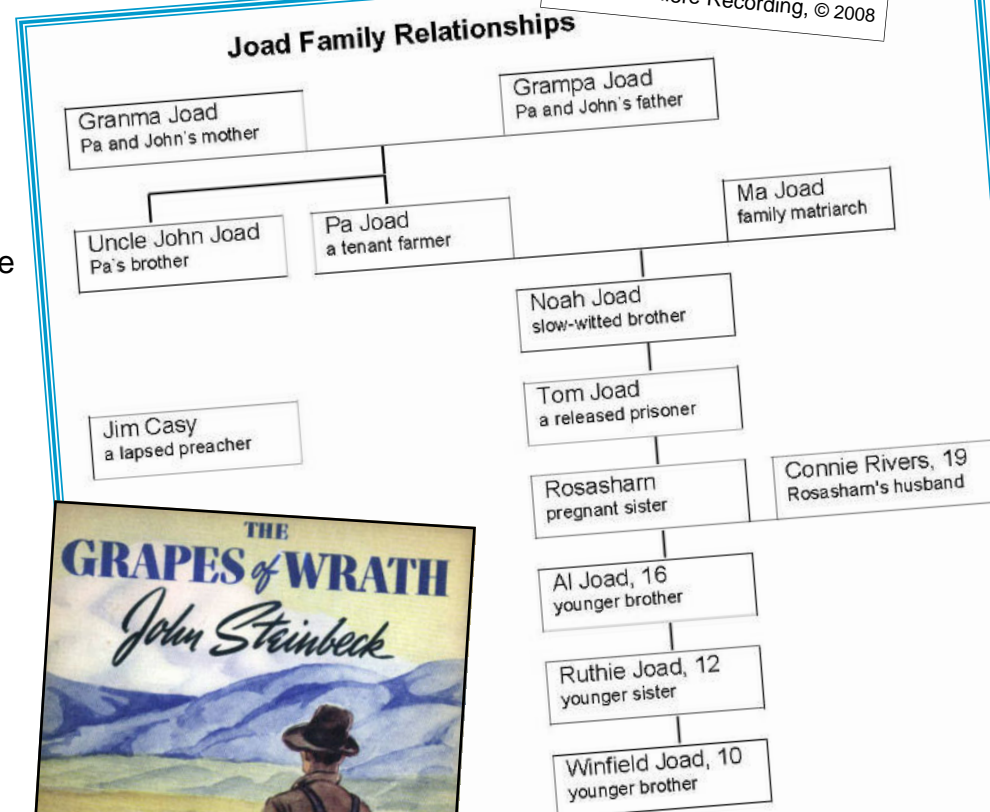 Recording, © 2008
Joad Family Relationships
Granma Joad
Pa and John's mother
Grampa Joad
Pa and John's father
Uncle John Joad
Pa's brother
Pa Joad
a tenant farmer
Ma Joad
family matriarch
e
Noah Joad
slow-witted brother
Tom Joad
a released prisoner
Jim Casy
a lapsed preacher
Rosasharn
pregnant sister
Connie Rivers, 19
Rosasharn's husband
Al Joad, 16
younger brother
Ruthie Joad, 12
younger sister
Winfield Joad, 10
younger brother
THE
GRAPES of WRATH
John Steinbeck